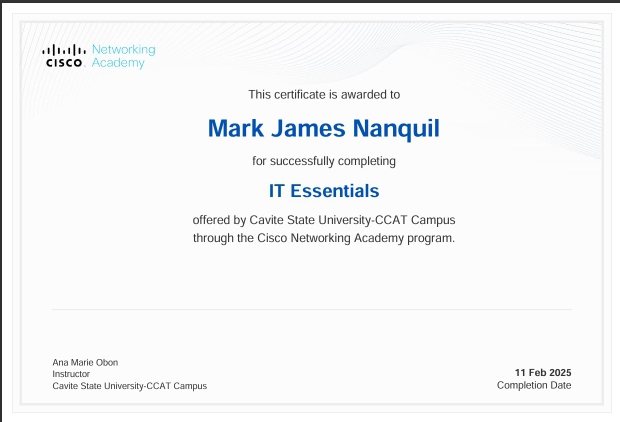 Networking
CISCO. Academy
This certificate is awarded to
Mark James Nanquil
for successfully completing
IT Essentials
offered by Cavite State University-CCAT Campus
through the Cisco Networking Academy program.
Ana Marie Obon
Instructor
Cavite State University-CCAT Campus
11 Feb 2025
Completion Date